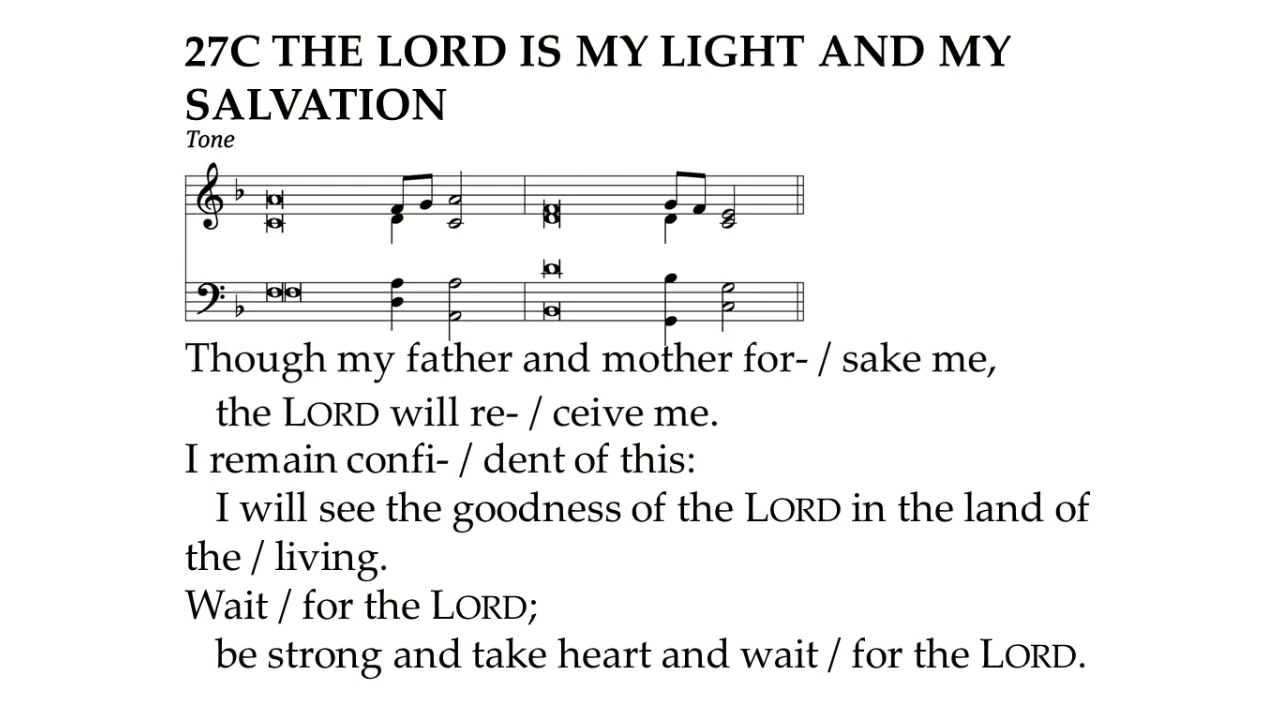 27C THE LORD IS MY LIGHT AND MY
SALVATION
Tone
Though my father and mother for- / sake me,
the LORD will re- / ceive me.
I remain confi- / dent of this:
I will see the goodness of the LORD in the land of
the / living.
Wait / for the LORD;
be strong and take heart and wait / for the LORD.